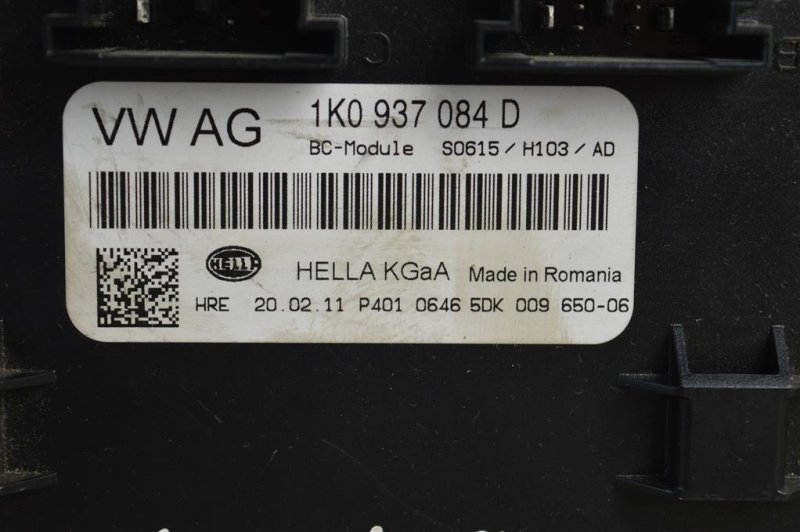 C
B
VW AG 1K0 937 084 D
BC-Module S0615 / H103 / AD
HELLA HELLA KGaA Made in Romania
HRE 20.02.11 P401 0646 5DK 009 650-06